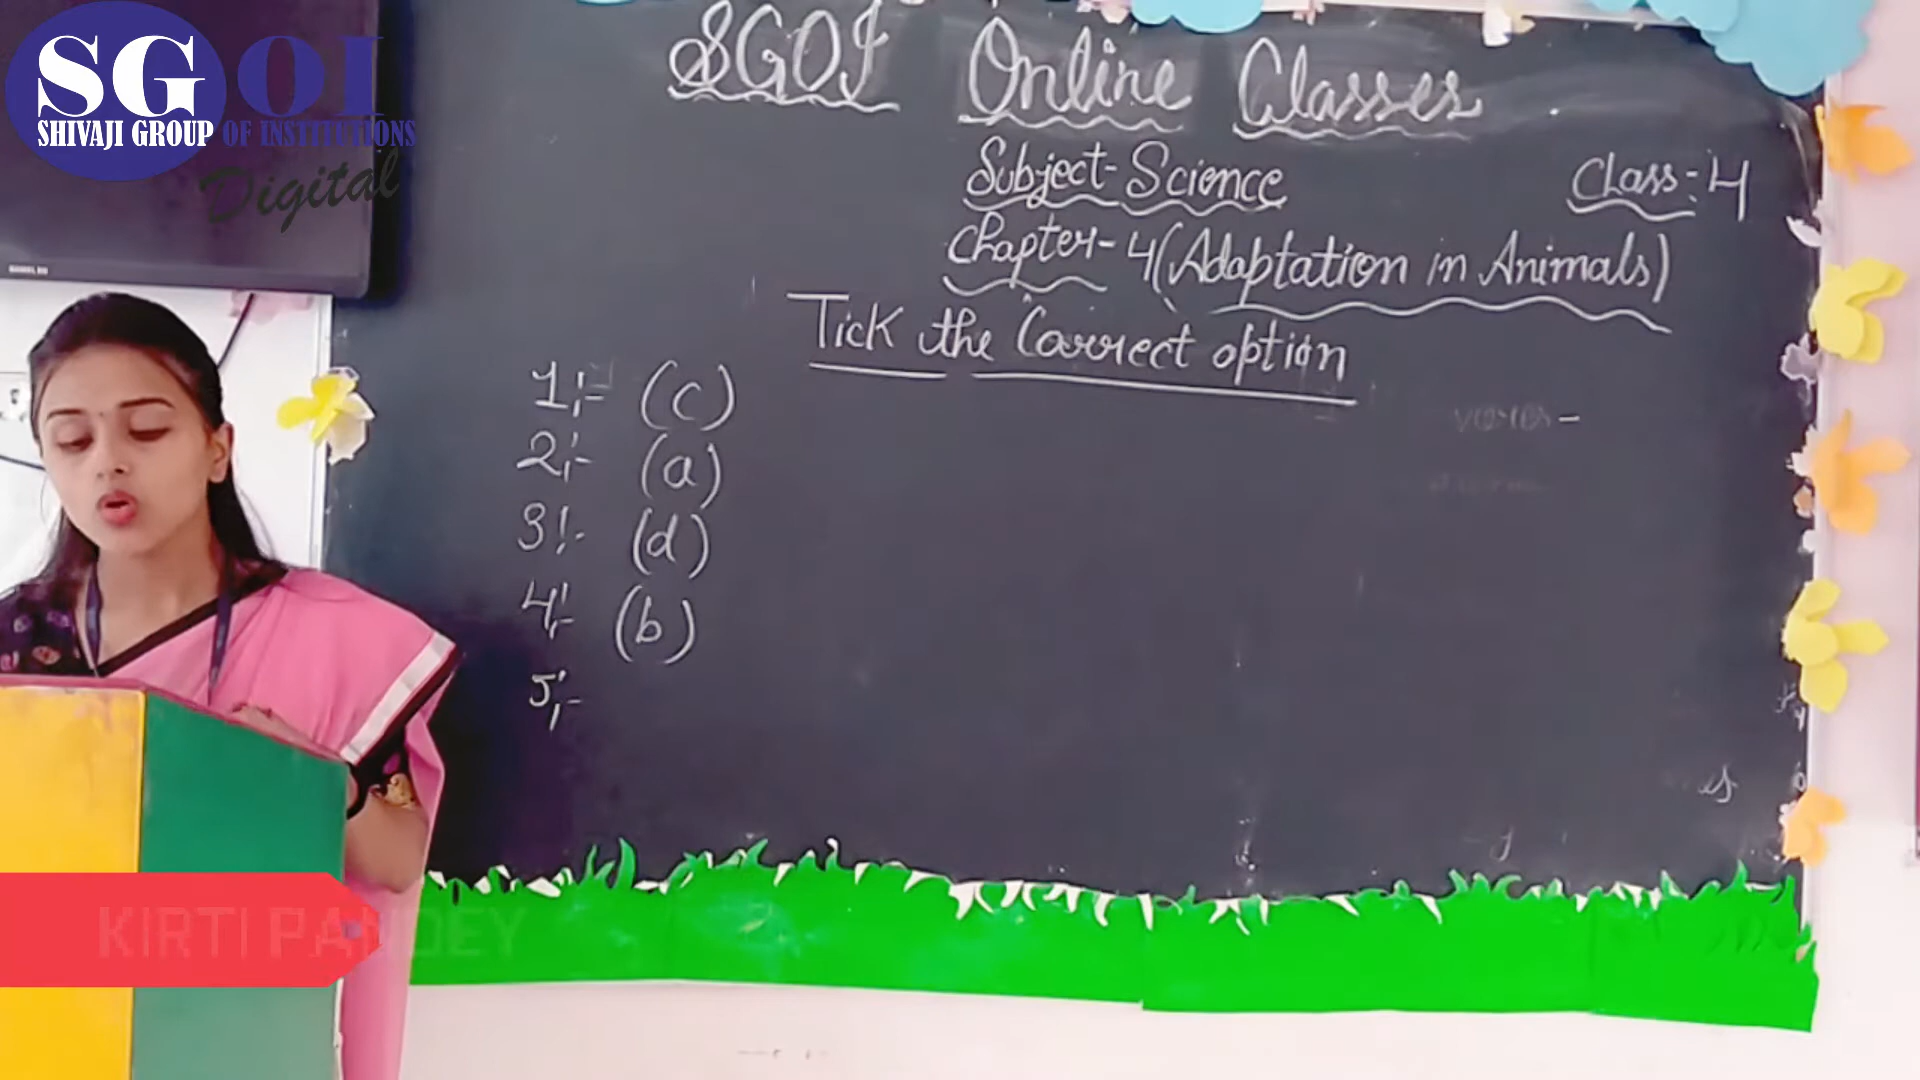 SGOI
SHIVAJI GROUP OF INSTITUTIONS
Digital
SGOI Online Classes
Subject- Science
Class:- 4
Chapter- 4 (Adaptation in Animals)
Tick the Correct option
1:- (c)
2:- (a)
3:- (d)
4:- (b)
5:-
KIRTI PANDEY